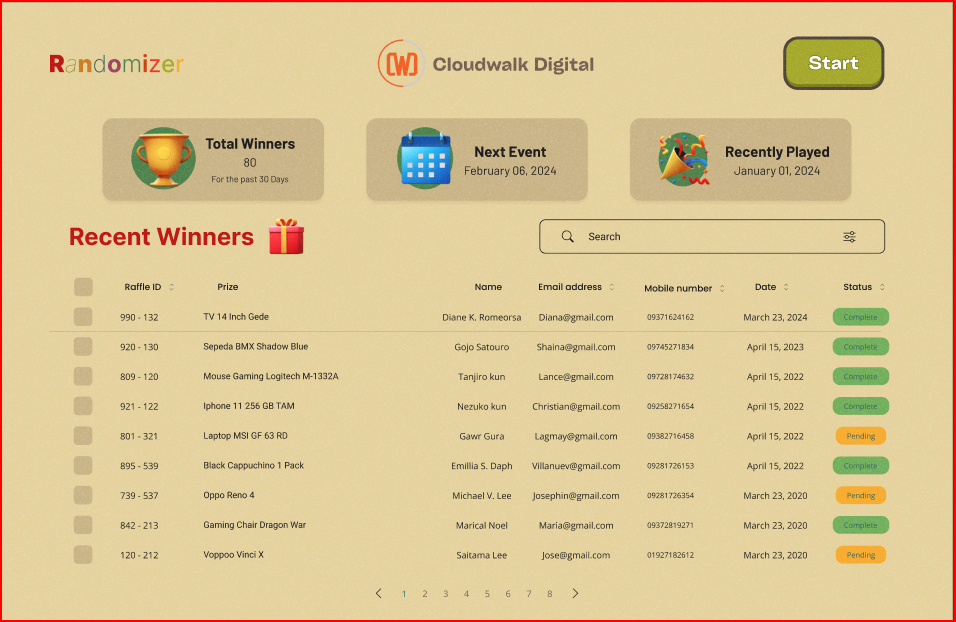 Randomizer
Cloudwalk Digital
Start
Total Winners
80
For the past 30 Days
Next Event
February 06, 2024
Recently Played
January 01, 2024
Recent Winners
Search
Raffle ID Prize Name Email address Mobile number Date Status
990 - 132 TV 14 Inch Gede Diane K. Romeorsa Diana@gmail.com 09371624162 March 23, 2024 Complete
920 - 130 Sepeda BMX Shadow Blue Gojo Satouro Shaina@gmail.com 09745271834 April 15, 2023 Complete
809 - 120 Mouse Gaming Logitech M-1332A Tanjiro kun Lance@gmail.com 09728174632 April 15, 2022 Complete
921 - 122 Iphone 11 256 GB TAM Nezuko kun Christian@gmail.com 09258271654 April 15, 2022 Complete
801 - 321 Laptop MSI GF 63 RD Gawr Gura Lagmay@gmail.com 09382716458 April 15, 2022 Pending
895 - 539 Black Cappuchino 1 Pack Emillia S. Daph Villanuev@gmail.com 09281726153 April 15, 2022 Complete
739 - 537 Oppo Reno 4 Michael V. Lee Josephin@gmail.com 09281726354 March 23, 2020 Pending
842 - 213 Gaming Chair Dragon War Marical Noel Maria@gmail.com 09372819271 March 23, 2020 Complete
120 - 212 Voppoo Vinci X Saitama Lee Jose@gmail.com 01927182612 March 23, 2020 Pending
1 2 3 4 5 6 7 8